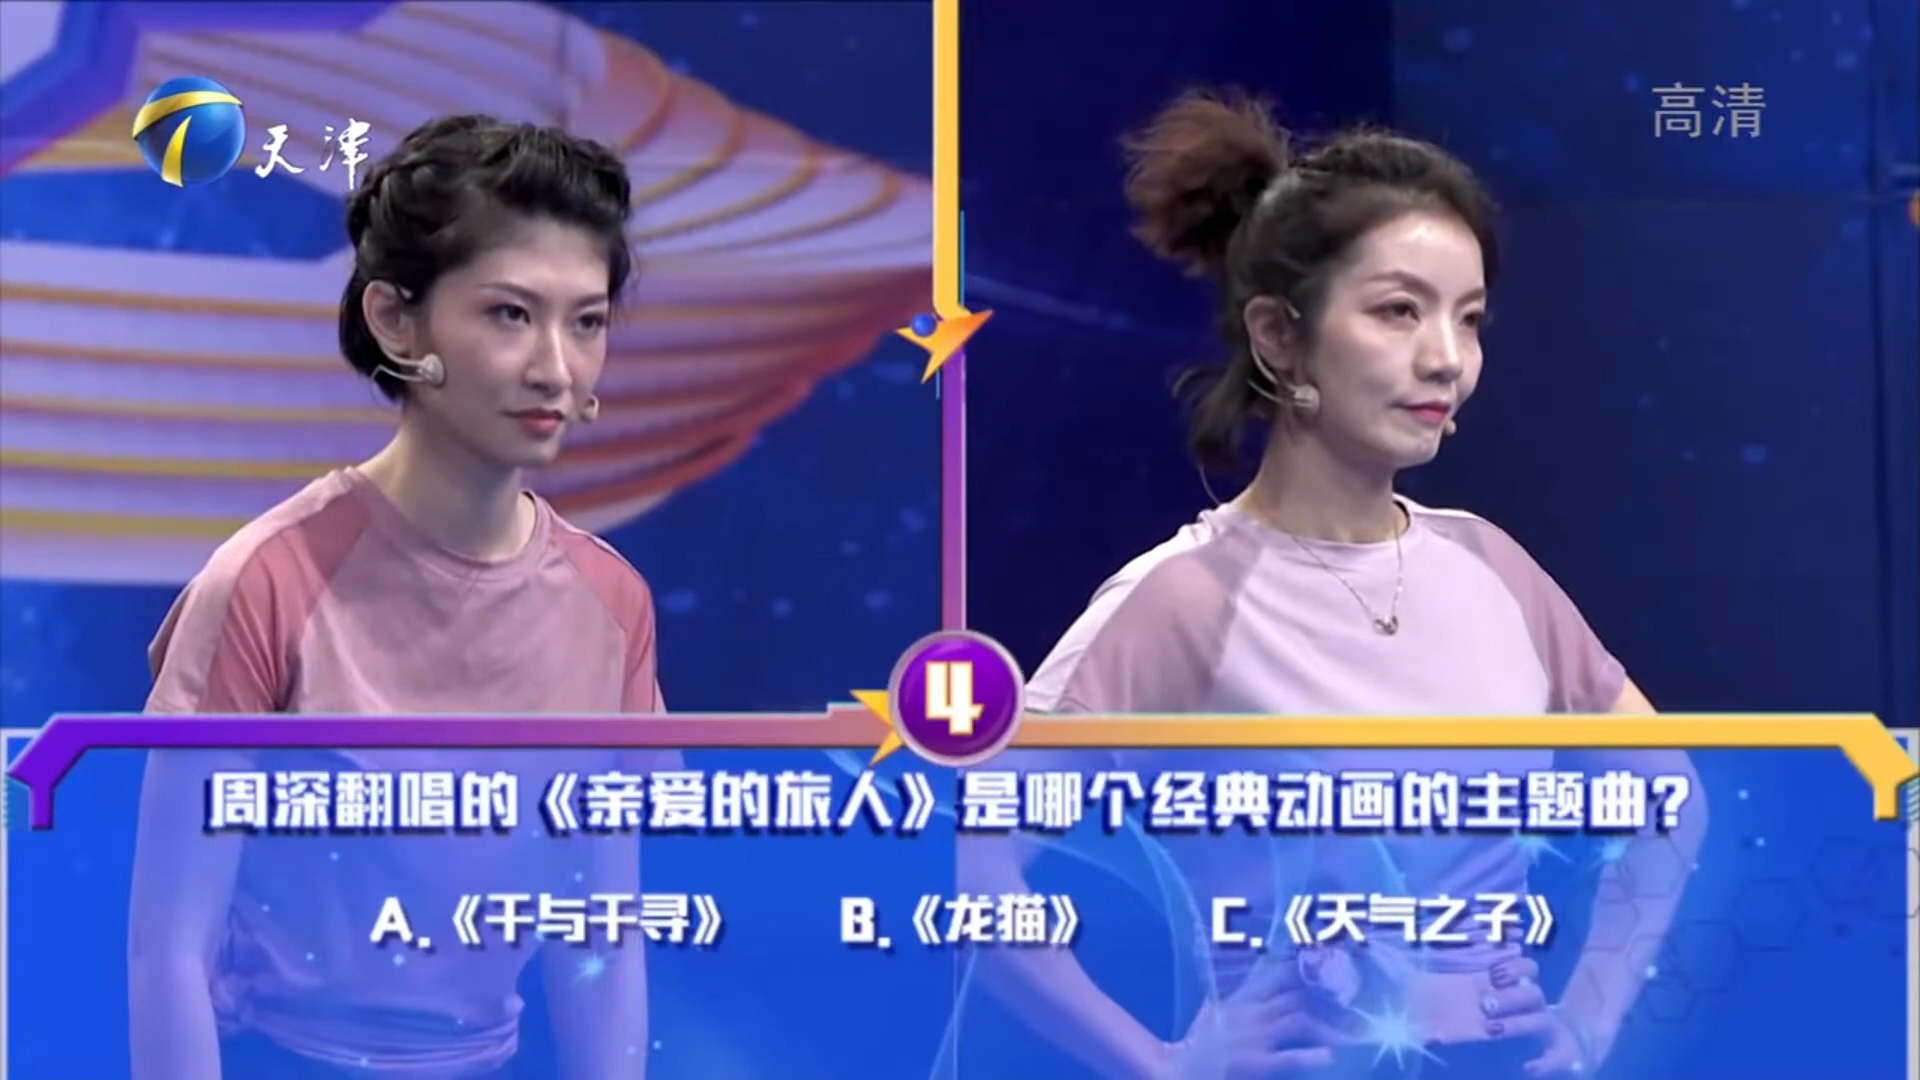 天津
高清
4
周深翻唱的《亲爱的旅人》是哪个经典动画的主题曲?
A.《千与千寻》 B.《龙猫》 C.《天气之子》